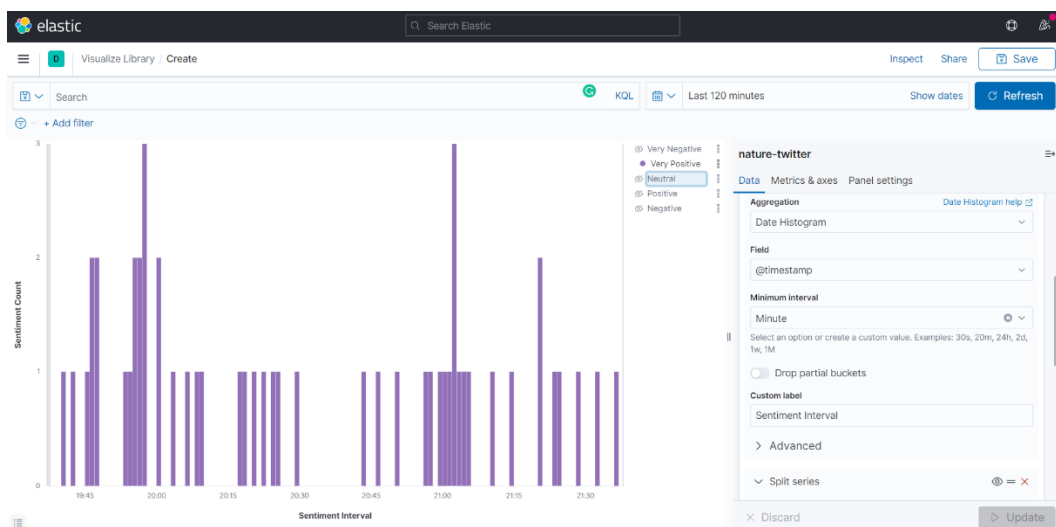 elastic
Search Elastic
D
Visualize Library / Create
Inspect
Share
Save
Search
KQL
Last 120 minutes
Show dates
Refresh
+ Add filter
3
2
1
0
Sentiment Count
19:45
20:00
20:15
20:30
20:45
21:00
21:15
21:30
Sentiment Interval
Very Negative
Very Positive
Neutral
Positive
Negative
nature-twitter
Data
Metrics & axes
Panel settings
Aggregation
Date Histogram help
Date Histogram
Field
@timestamp
Minimum interval
Minute
Select an option or create a custom value. Examples: 30s, 20m, 24h, 2d,
1w, 1M
Drop partial buckets
Custom label
Sentiment Interval
Advanced
Split series
Discard
Update